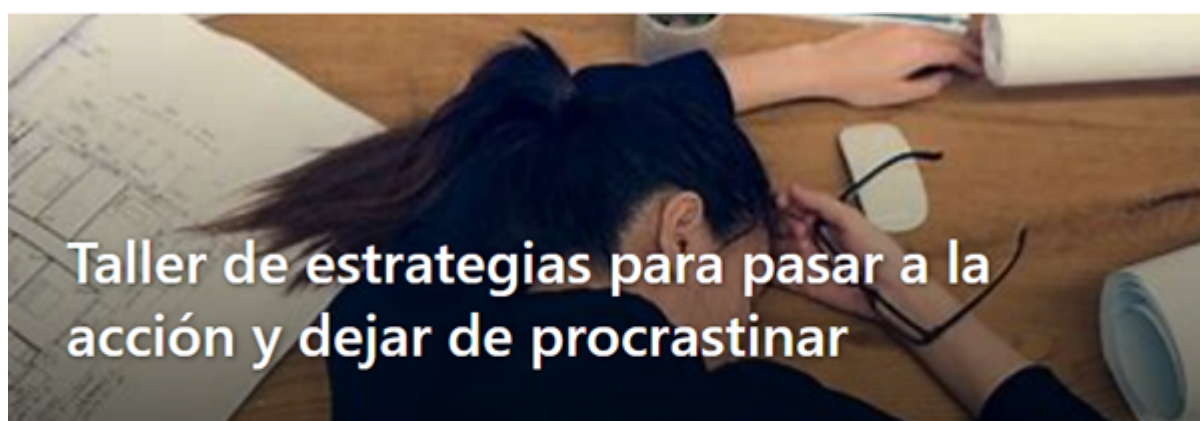 Taller de estrategias para pasar a la
acción y dejar de procrastinar